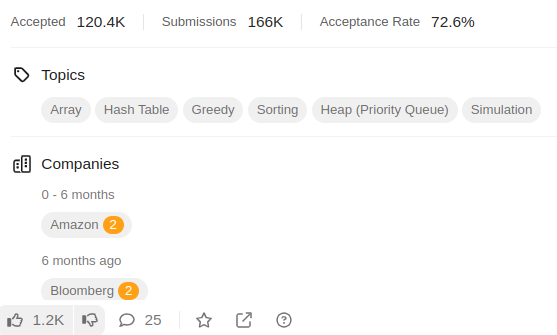 Accepted 120.4K Submissions 166K Acceptance Rate 72.6%
Topics
Array Hash Table Greedy Sorting Heap (Priority Queue) Simulation
Companies
0 - 6 months
Amazon 2
6 months ago
Bloomberg 2
1.2K 25